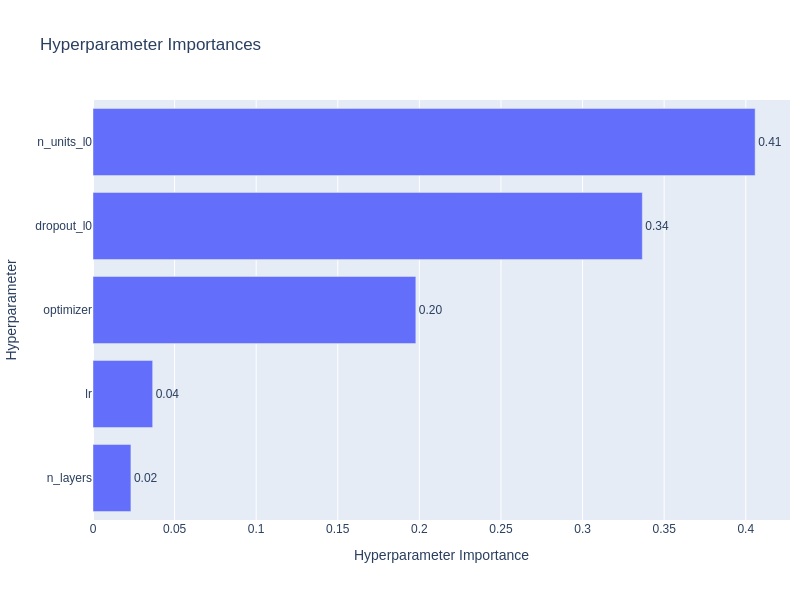 Hyperparameter Importances
Hyperparameter
n_units_l0
0.41
dropout_l0
0.34
optimizer
0.20
lr
0.04
n_layers
0.02
0 0.05 0.1 0.15 0.2 0.25 0.3 0.35 0.4
Hyperparameter Importance